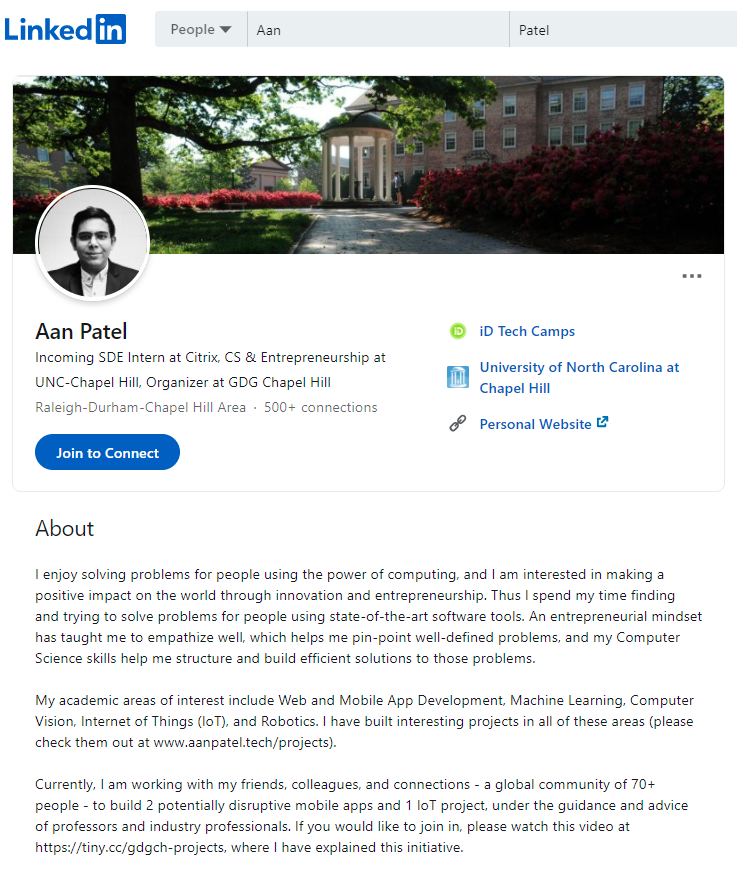 Linked in
People Aan Patel
Aan Patel
Incoming SDE Intern at Citrix, CS & Entrepreneurship at
UNC-Chapel Hill, Organizer at GDG Chapel Hill
Raleigh-Durham-Chapel Hill Area · 500+ connections
Join to Connect
iD
iD Tech Camps
University of North Carolina at
Chapel Hill
Personal Website
About
I enjoy solving problems for people using the power of computing, and I am interested in making a
positive impact on the world through innovation and entrepreneurship. Thus I spend my time finding
and trying to solve problems for people using state-of-the-art software tools. An entrepreneurial mindset
has taught me to empathize well, which helps me pin-point well-defined problems, and my Computer
Science skills help me structure and build efficient solutions to those problems.
My academic areas of interest include Web and Mobile App Development, Machine Learning, Computer
Vision, Internet of Things (IoT), and Robotics. I have built interesting projects in all of these areas (please
check them out at www.aanpatel.tech/projects).
Currently, I am working with my friends, colleagues, and connections - a global community of 70+
people - to build 2 potentially disruptive mobile apps and 1 IoT project, under the guidance and advice
of professors and industry professionals. If you would like to join in, please watch this video at
https://tiny.cc/gdgch-projects, where I have explained this initiative.